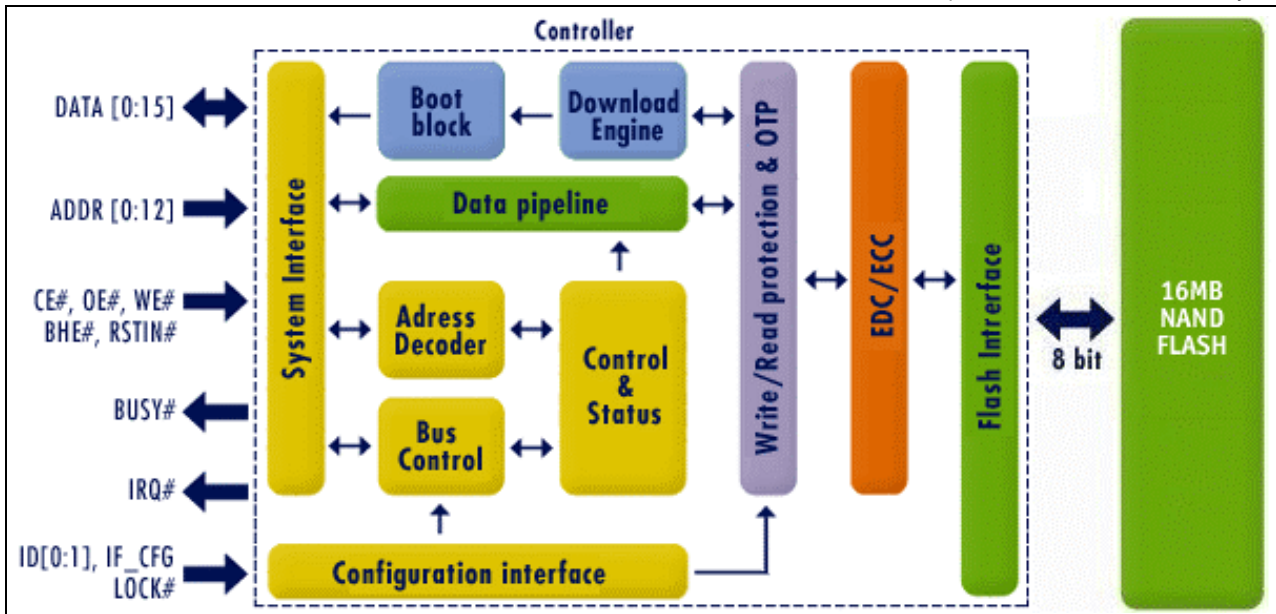 Controller
DATA [0:15]
ADDR [0:12]
CE#, OE#, WE#
BHE#, RSTIN#
BUSY#
IRQ#
ID[0:1], IF_CFG
LOCK#
System Interface
Boot
block
Download
Engine
Data pipeline
Adress
Decoder
Bus
Control
Control
&
Status
Configuration interface
Write/Read protection & OTP
EDC/ECC
Flash Intrerface
8 bit
16MB
NAND
FLASH